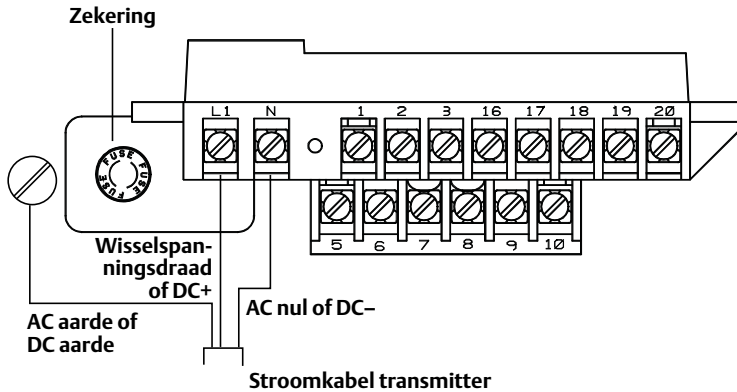 Zekering
L1 N 1 2 3 16 17 18 19 20
FUSE FUSE FUSE FUSE
5 6 7 8 9 10
Wisselspan-
ningsdraad
of DC+
AC nul of DC–
AC aarde of
DC aarde
Stroomkabel transmitter